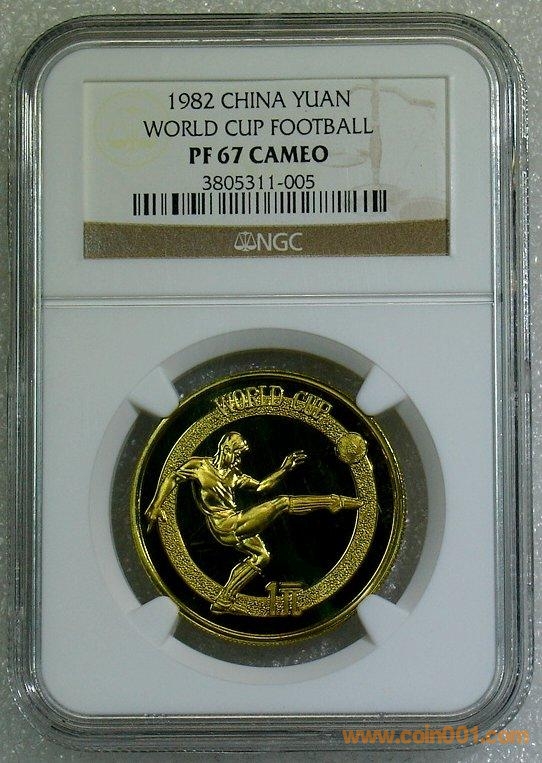 1982 CHINA YUAN
WORLD CUP FOOTBALL
PF 67 CAMEO
3805311-005
NGC
WORLD CUP
1元
www.coin001.com